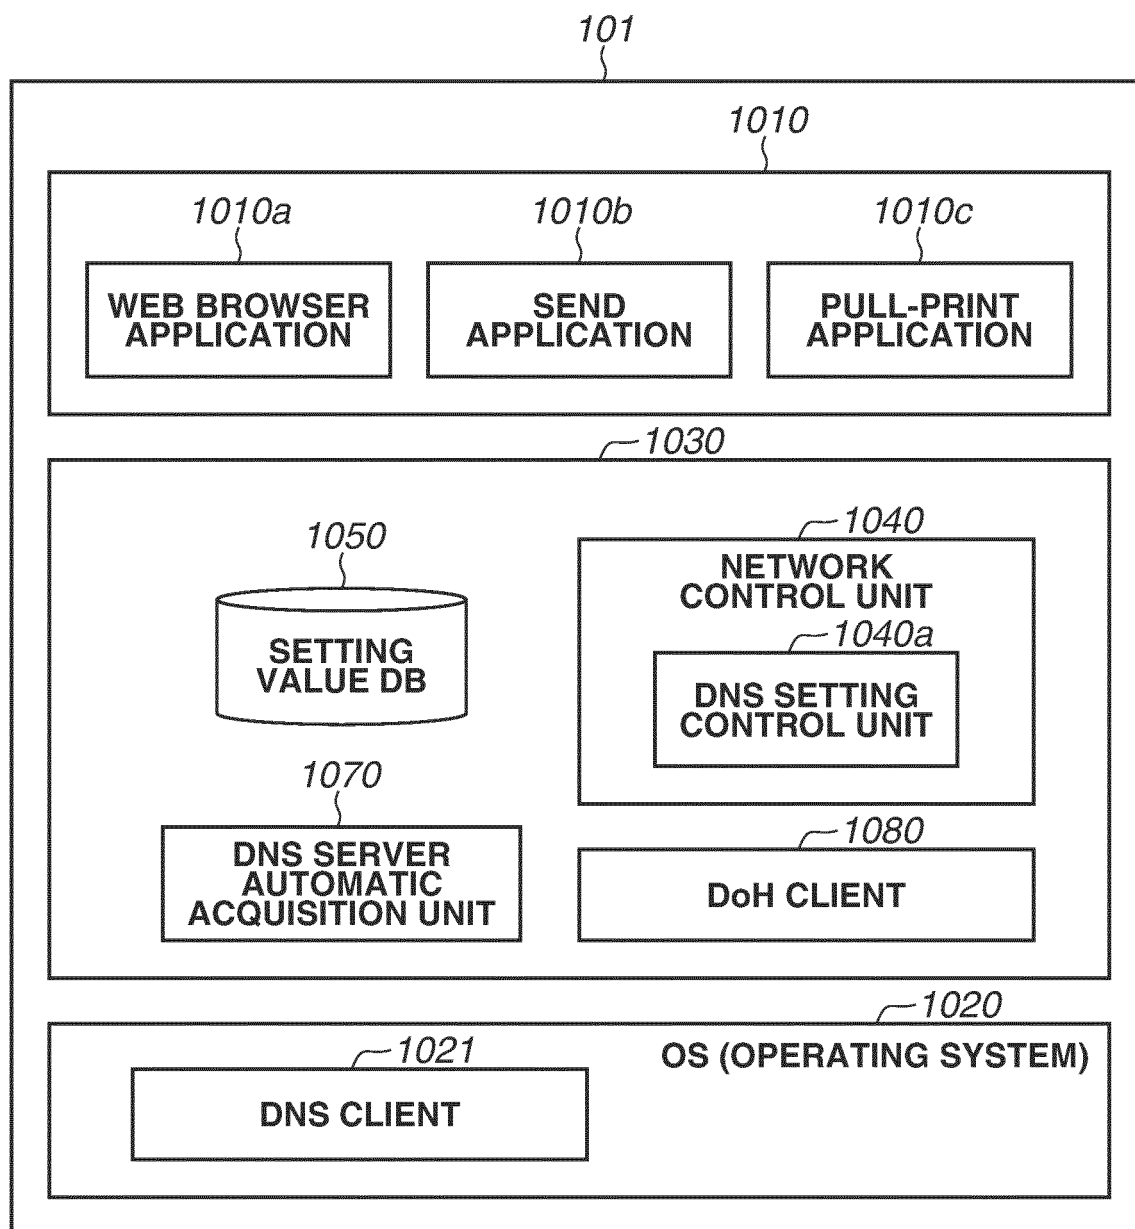 101
1010
1010a
1010b
1010c
WEB BROWSER
APPLICATION
SEND
APPLICATION
PULL-PRINT
APPLICATION
1030
1050
SETTING
VALUE DB
1040
NETWORK
CONTROL UNIT
1040a
DNS SETTING
CONTROL UNIT
1070
DNS SERVER
AUTOMATIC
ACQUISITION UNIT
1080
DoH CLIENT
1020
OS (OPERATING SYSTEM)
1021
DNS CLIENT